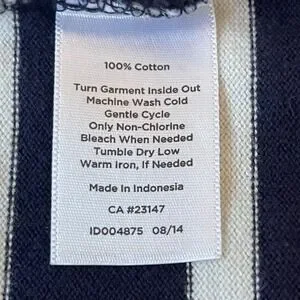 100% Cotton
Turn Garment Inside Out
Machine Wash Cold
Gentle Cycle
Only Non-Chlorine
Bleach When Needed
Tumble Dry Low
Warm Iron, If Needed
Made In Indonesia
CA #23147
ID004875 08/14